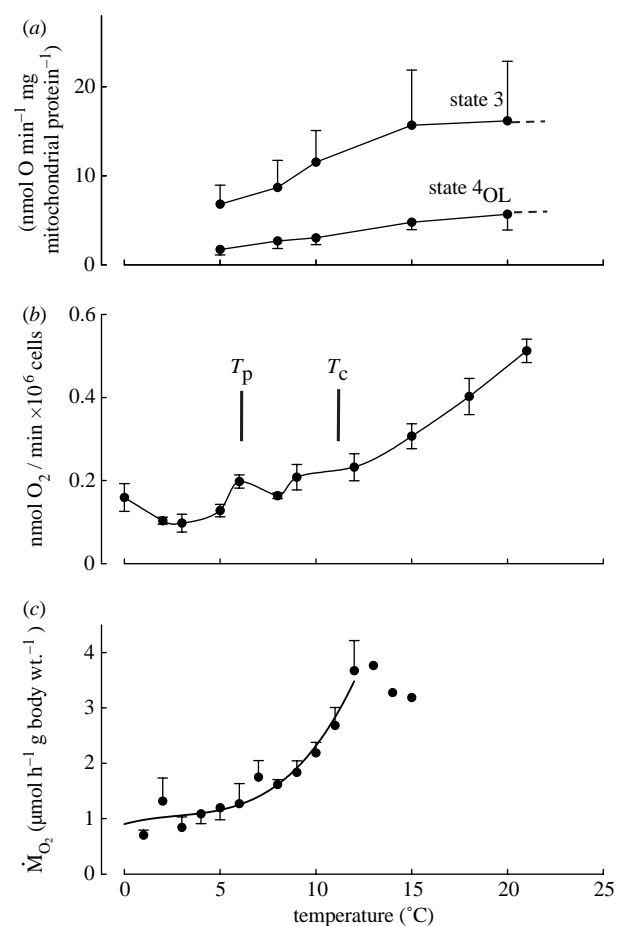 (a)
(nmol O min⁻¹ mg
mitochondrial protein⁻¹)
20
10
0
state 3
state 4OL
(b)
nmol O₂ / min ×10⁶ cells
0.6
0.4
0.2
0
Tp
Tc
(c)
ṀO₂ (µmol h⁻¹ g body wt.⁻¹)
4
3
2
1
0
0 5 10 15 20 25
temperature (˚C)